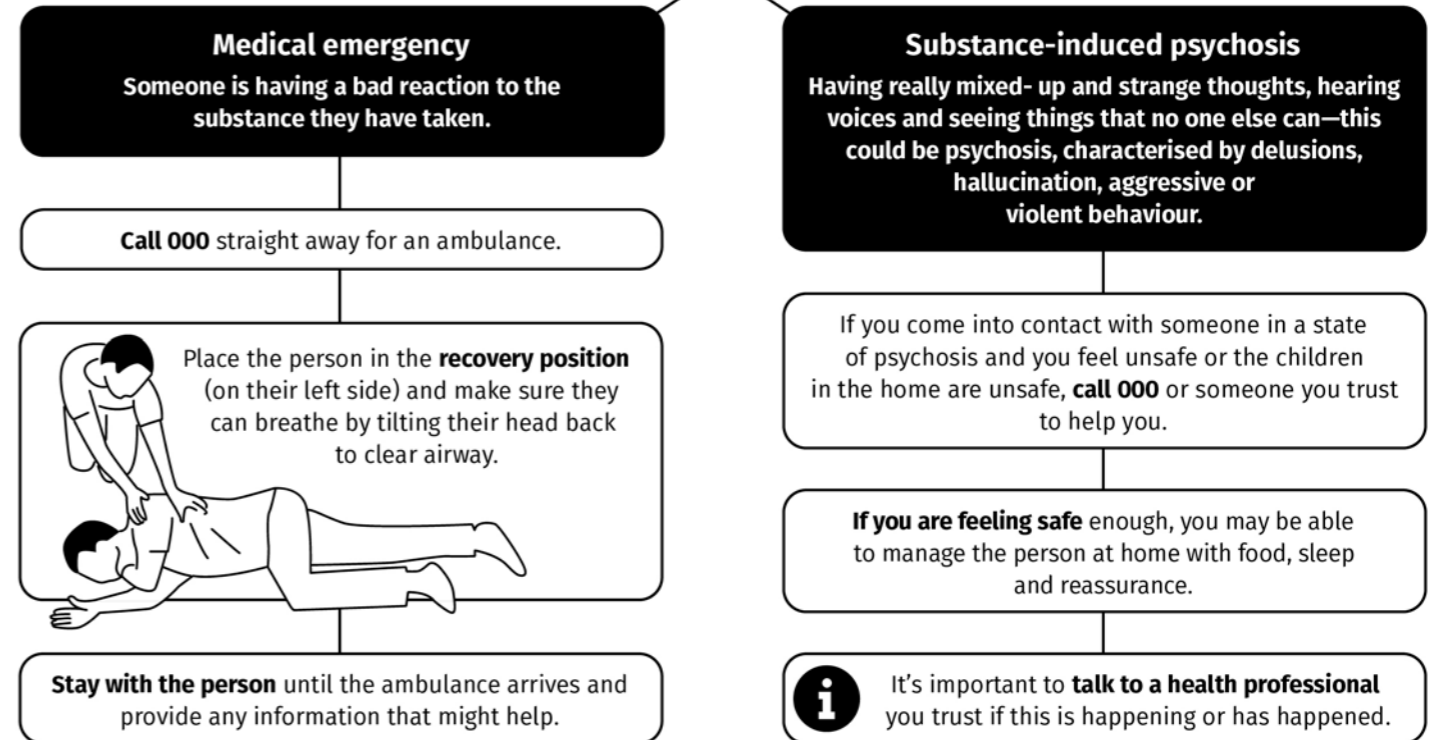 Medical emergency
Someone is having a bad reaction to the
substance they have taken.
Call 000 straight away for an ambulance.
Place the person in the recovery position
(on their left side) and make sure they
can breathe by tilting their head back
to clear airway.
Stay with the person until the ambulance arrives and
provide any information that might help.
Substance-induced psychosis
Having really mixed- up and strange thoughts, hearing
voices and seeing things that no one else can—this
could be psychosis, characterised by delusions,
hallucination, aggressive or
violent behaviour.
If you come into contact with someone in a state
of psychosis and you feel unsafe or the children
in the home are unsafe, call 000 or someone you trust
to help you.
If you are feeling safe enough, you may be able
to manage the person at home with food, sleep
and reassurance.
i
It’s important to talk to a health professional
you trust if this is happening or has happened.